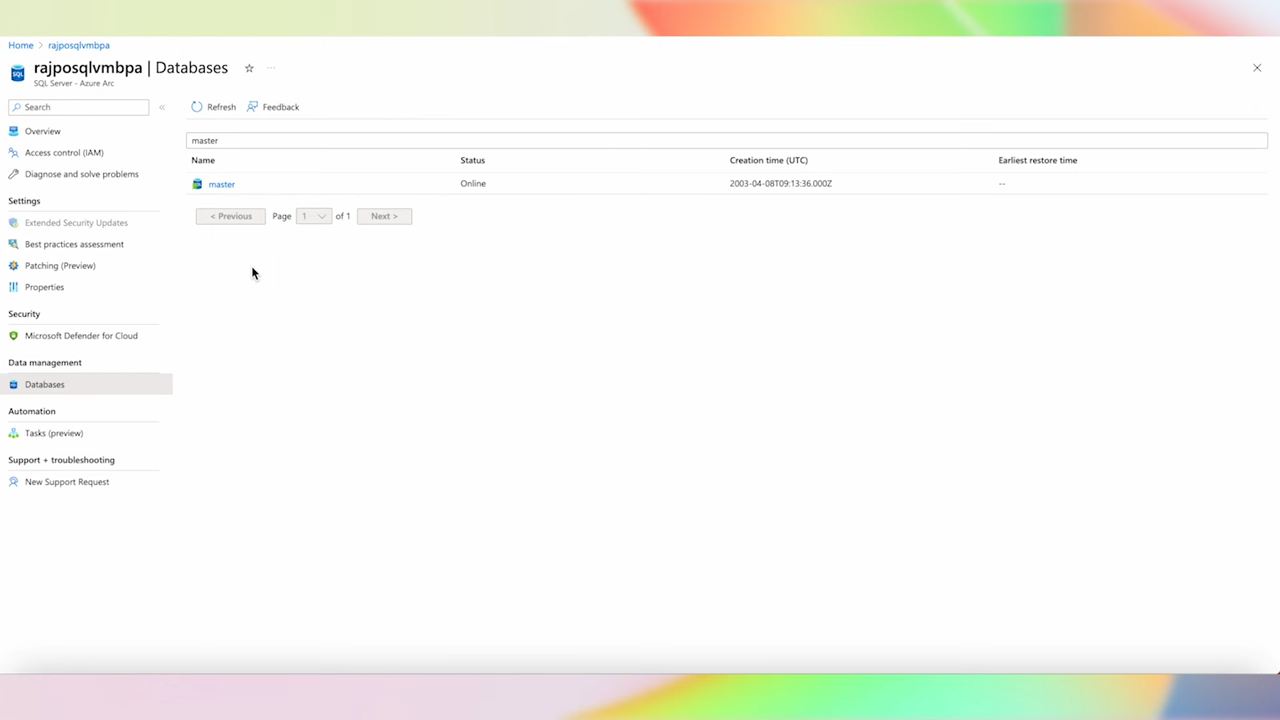 Home > rajposqlvmbpa
rajposqlvmbpa | Databases
SQL Server - Azure Arc
Search
Overview
Access control (IAM)
Diagnose and solve problems
Settings
Extended Security Updates
Best practices assessment
Patching (Preview)
Properties
Security
Microsoft Defender for Cloud
Data management
Databases
Automation
Tasks (preview)
Support + troubleshooting
New Support Request
Refresh Feedback
master
Name Status Creation time (UTC) Earliest restore time
master Online 2003-04-08T09:13:36.000Z --
< Previous Page 1 of 1 Next >